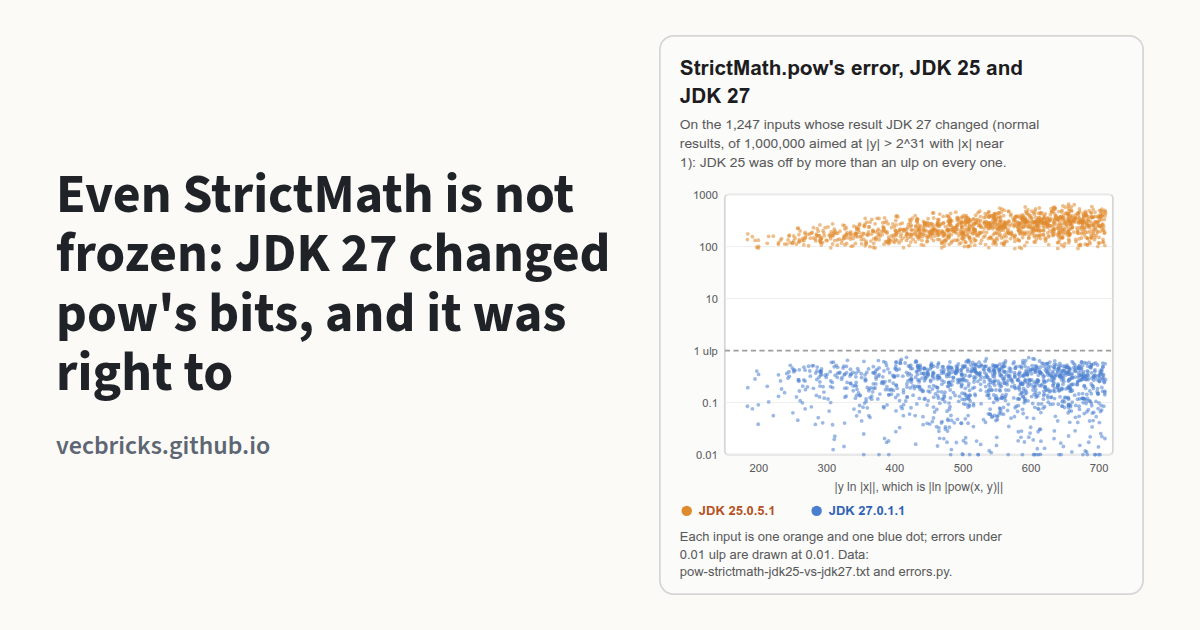 Even StrictMath is not
frozen: JDK 27 changed
pow's bits, and it was
right to
vecbricks.github.io
StrictMath.pow's error, JDK 25 and
JDK 27
On the 1,247 inputs whose result JDK 27 changed (normal
results, of 1,000,000 aimed at |y| > 2^31 with |x| near
1): JDK 25 was off by more than an ulp on every one.
1000
100
10
1 ulp
0.1
0.01
200 300 400 500 600 700
|y ln |x||, which is |ln |pow(x, y)||
JDK 25.0.5.1 JDK 27.0.1.1
Each input is one orange and one blue dot; errors under
0.01 ulp are drawn at 0.01. Data:
pow-strictmath-jdk25-vs-jdk27.txt and errors.py.